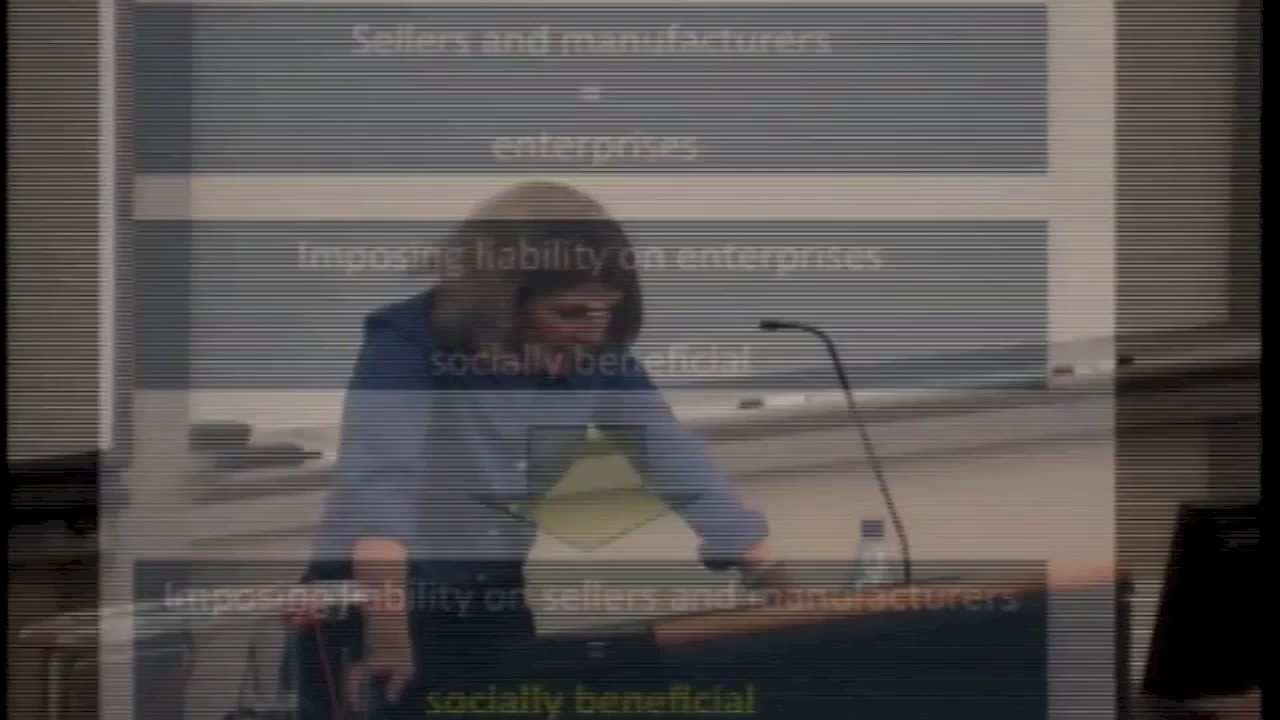 Sellers and manufacturers
=
enterprises
Imposing liability on enterprises
socially beneficial
Imposing liability on sellers and manufacturers
=
socially beneficial